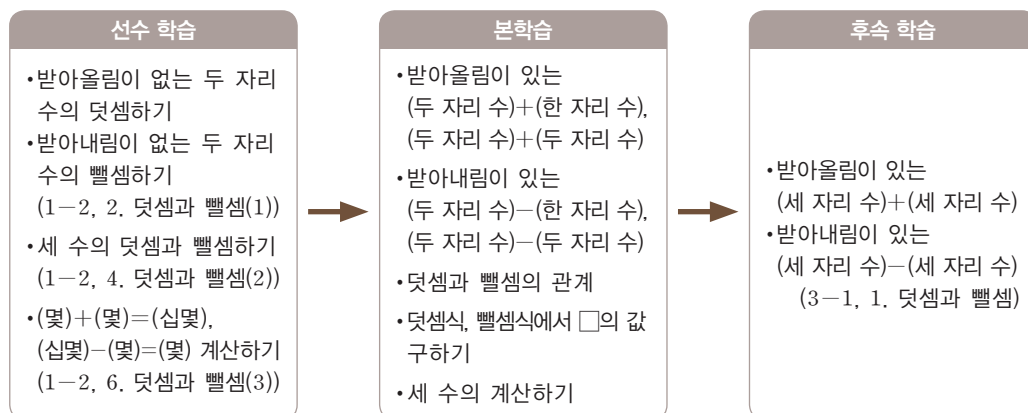 선수 학습
•받아올림이 없는 두 자리
수의 덧셈하기
•받아내림이 없는 두 자리
수의 뺄셈하기
(1-2, 2. 덧셈과 뺄셈(1))
•세 수의 덧셈과 뺄셈하기
(1-2, 4. 덧셈과 뺄셈(2))
•(몇)+(몇)=(십몇),
(십몇)-(몇)=(몇) 계산하기
(1-2, 6. 덧셈과 뺄셈(3))
본학습
•받아올림이 있는
(두 자리 수)+(한 자리 수),
(두 자리 수)+(두 자리 수)
•받아내림이 있는
(두 자리 수)-(한 자리 수),
(두 자리 수)-(두 자리 수)
•덧셈과 뺄셈의 관계
•덧셈식, 뺄셈식에서 □의 값
구하기
•세 수의 계산하기
후속 학습
•받아올림이 있는
(세 자리 수)+(세 자리 수)
•받아내림이 있는
(세 자리 수)-(세 자리 수)
(3-1, 1. 덧셈과 뺄셈)